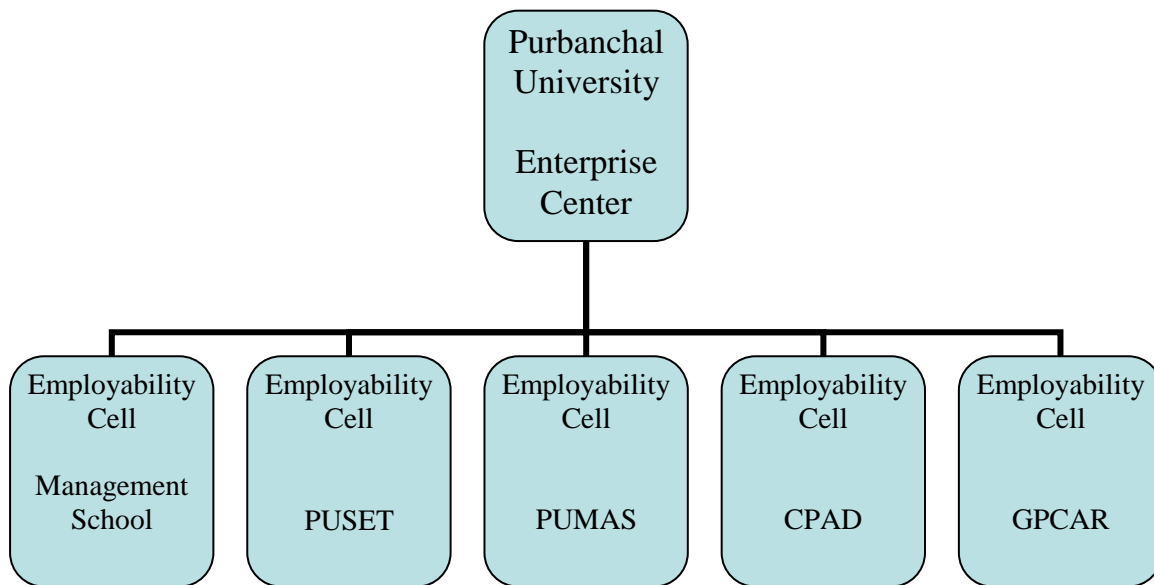 Purbanchal
University
Enterprise
Center
Employability
Cell
Management
School
Employability
Cell
PUSET
Employability
Cell
PUMAS
Employability
Cell
CPAD
Employability
Cell
GPCAR